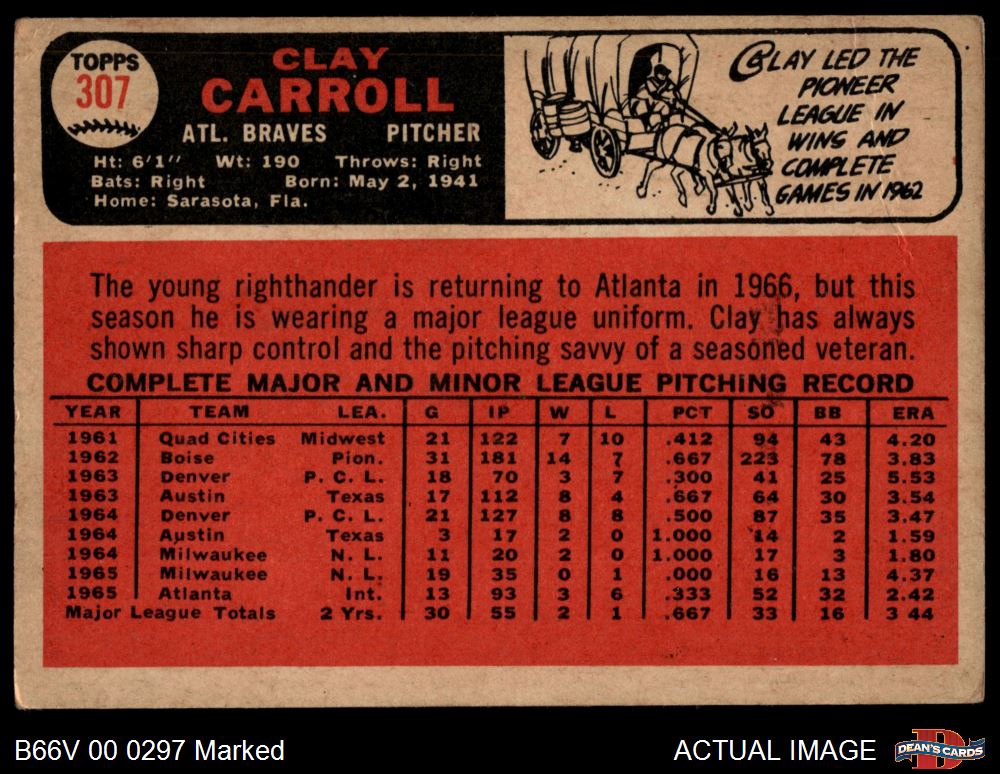 TOPPS
307
CLAY
CARROLL
ATL. BRAVES PITCHER
Ht: 6'1" Wt: 190 Throws: Right
Bats: Right Born: May 2, 1941
Home: Sarasota, Fla.
CLAY LED THE
PIONEER
LEAGUE IN
WINS AND
COMPLETE
GAMES IN 1962
The young righthander is returning to Atlanta in 1966, but this
season he is wearing a major league uniform. Clay has always
shown sharp control and the pitching savvy of a seasoned veteran.
COMPLETE MAJOR AND MINOR LEAGUE PITCHING RECORD
YEAR TEAM LEA. G IP W L PCT SO BB ERA
1961 Quad Cities Midwest 21 122 7 10 .412 94 43 4.20
1962 Boise Pion. 31 181 14 7 .667 223 78 3.83
1963 Denver P. C. L. 18 70 3 7 .300 41 25 5.53
1963 Austin Texas 17 112 8 4 .667 64 30 3.54
1964 Denver P. C. L. 21 127 8 8 .500 87 35 3.47
1964 Austin Texas 3 17 2 0 1.000 14 2 1.59
1964 Milwaukee N. L. 11 20 2 0 1.000 17 3 1.80
1965 Milwaukee N. L. 19 35 0 1 .000 16 13 4.37
1965 Atlanta Int. 13 93 3 6 .333 52 32 2.42
Major League Totals 2 Yrs. 30 55 2 1 .667 33 16 3 44
B66V 00 0297 Marked
ACTUAL IMAGE
DEAN'S CARDS